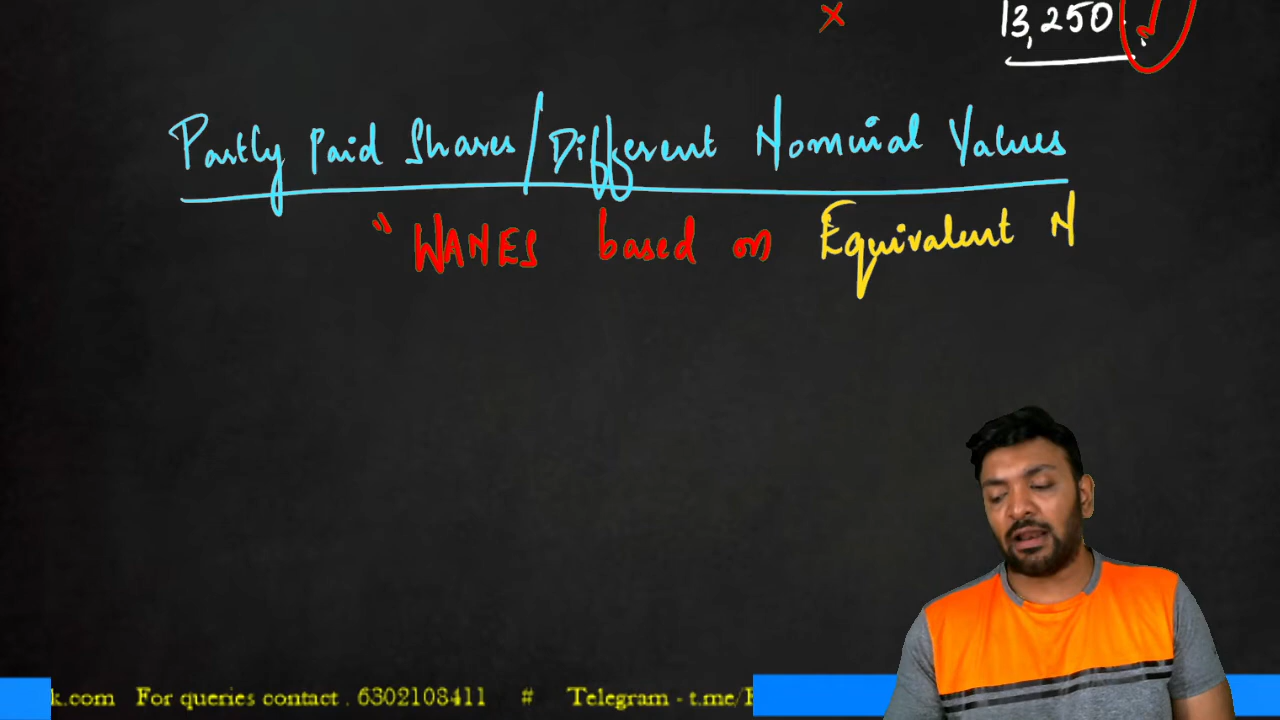 × 13,250
Partly Paid Shares/Different Nominal Values
" WANES based on Equivalent N
k.com For queries contact . 6302108411 # Telegram - t.me/